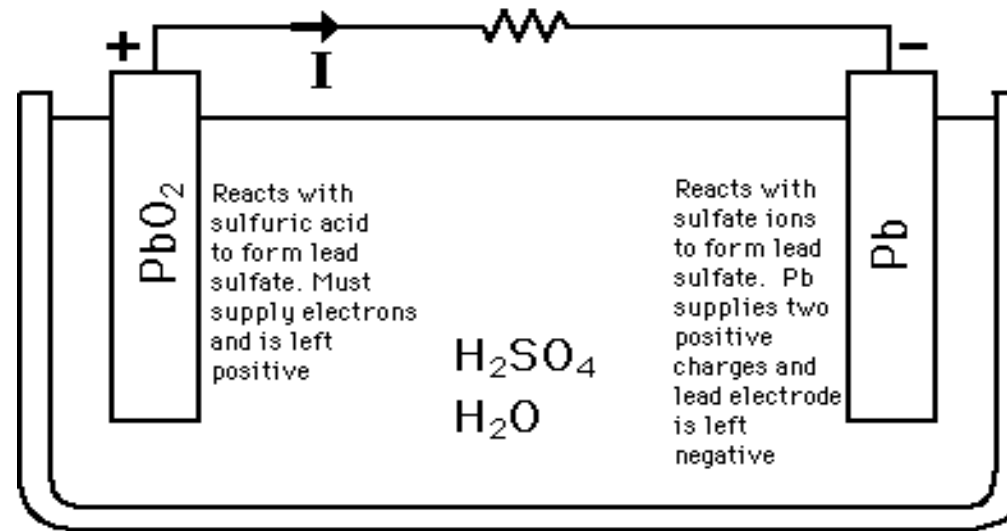 +
I
−
PbO₂
Reacts with
sulfuric acid
to form lead
sulfate. Must
supply electrons
and is left
positive
H₂SO₄
H₂O
Reacts with
sulfate ions
to form lead
sulfate. Pb
supplies two
positive
charges and
lead electrode
is left
negative
Pb